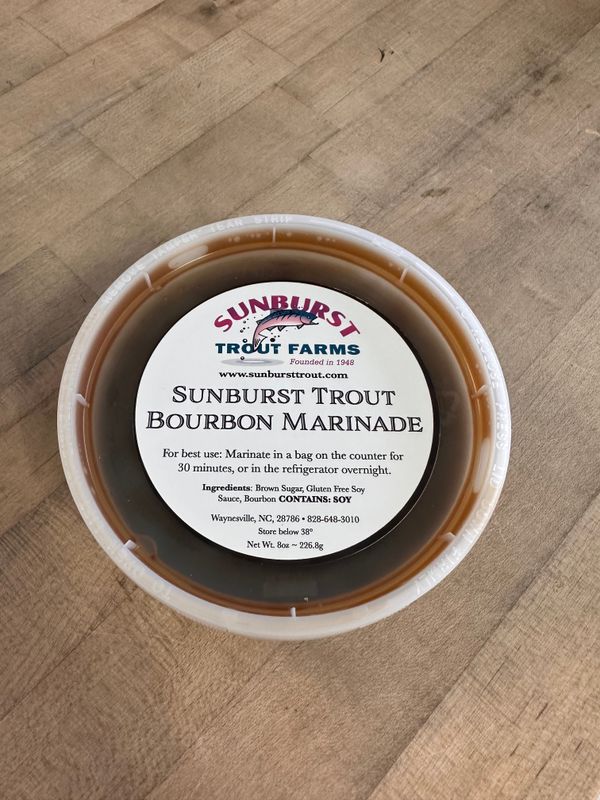 SUNBURST
TROUT FARMS
Founded in 1948
www.sunbursttrout.com
SUNBURST TROUT
BOURBON MARINADE
For best use: Marinate in a bag on the counter for
30 minutes, or in the refrigerator overnight.
Ingredients: Brown Sugar, Gluten Free Soy
Sauce, Bourbon CONTAINS: SOY
Waynesville, NC, 28786 • 828-648-3010
Store below 38°
Net Wt. 8oz ~ 226.8g
TEAR STRIP